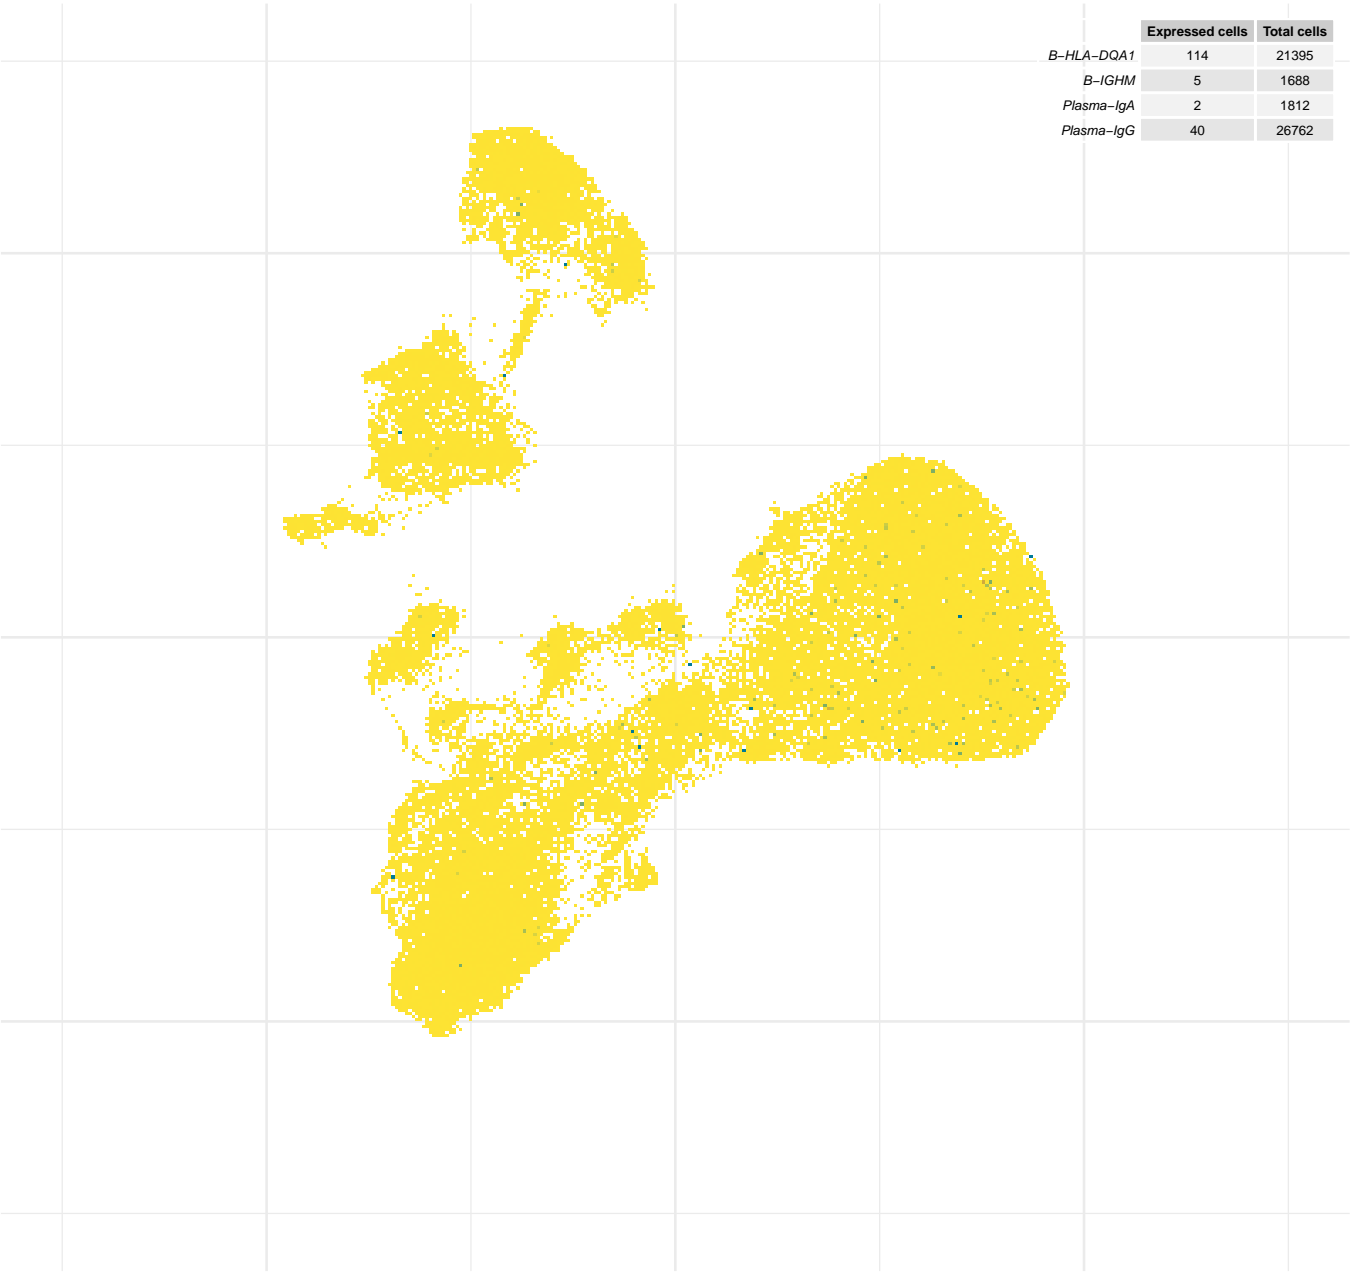 Expressed cells Total cells
B−HLA−DQA1 114 21395
B−IGHM 5 1688
Plasma−IgA 2 1812
Plasma−IgG 40 26762